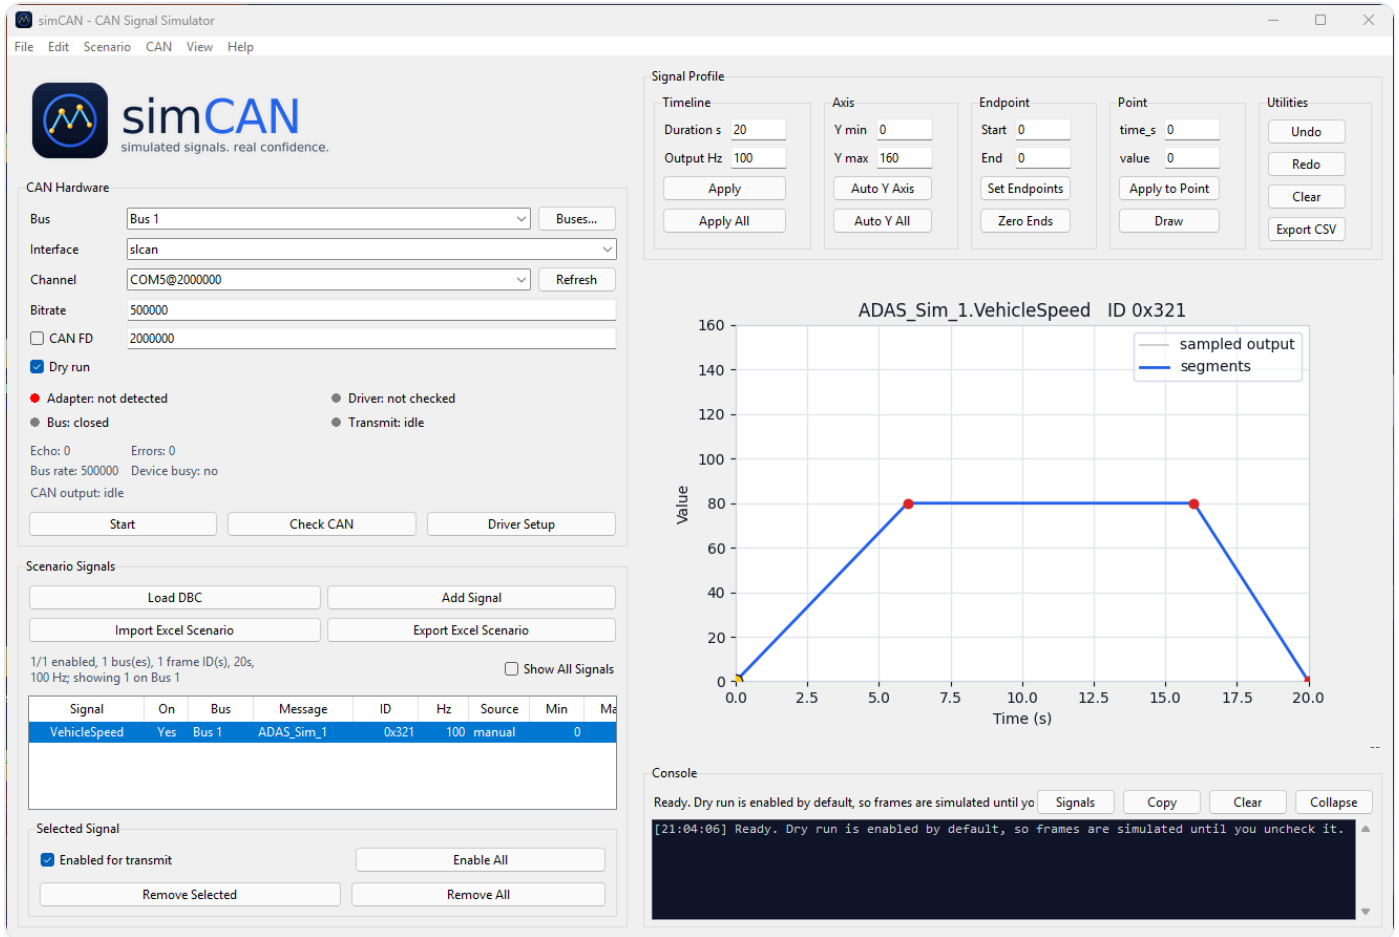 simCAN - CAN Signal Simulator
File Edit Scenario CAN View Help
simCAN
simulated signals. real confidence.
CAN Hardware
Bus Bus 1 Buses...
Interface slcan
Channel COM5@2000000 Refresh
Bitrate 500000
CAN FD 2000000
Dry run
Adapter: not detected Driver: not checked
Bus: closed Transmit: idle
Echo: 0 Errors: 0
Bus rate: 500000 Device busy: no
CAN output: idle
Start Check CAN Driver Setup
Scenario Signals
Load DBC Add Signal
Import Excel Scenario Export Excel Scenario
1/1 enabled, 1 bus(es), 1 frame ID(s), 20s,
100 Hz; showing 1 on Bus 1
Show All Signals
Signal On Bus Message ID Hz Source Min Ma
VehicleSpeed Yes Bus 1 ADAS_Sim_1 0x321 100 manual 0
Selected Signal
Enabled for transmit Enable All
Remove Selected Remove All
Signal Profile
Timeline Axis Endpoint Point Utilities
Duration s 20 Y min 0 Start 0 time_s 0 Undo
Output Hz 100 Y max 160 End 0 value 0 Redo
Apply Auto Y Axis Set Endpoints Apply to Point Clear
Apply All Auto Y All Zero Ends Draw Export CSV
ADAS_Sim_1.VehicleSpeed ID 0x321
sampled output
segments
160
140
120
100
80
60
40
20
0
Value
0.0 2.5 5.0 7.5 10.0 12.5 15.0 17.5 20.0
Time (s)
--
Console
Ready. Dry run is enabled by default, so frames are simulated until yo Signals Copy Clear Collapse
[21:04:06] Ready. Dry run is enabled by default, so frames are simulated until you uncheck it.